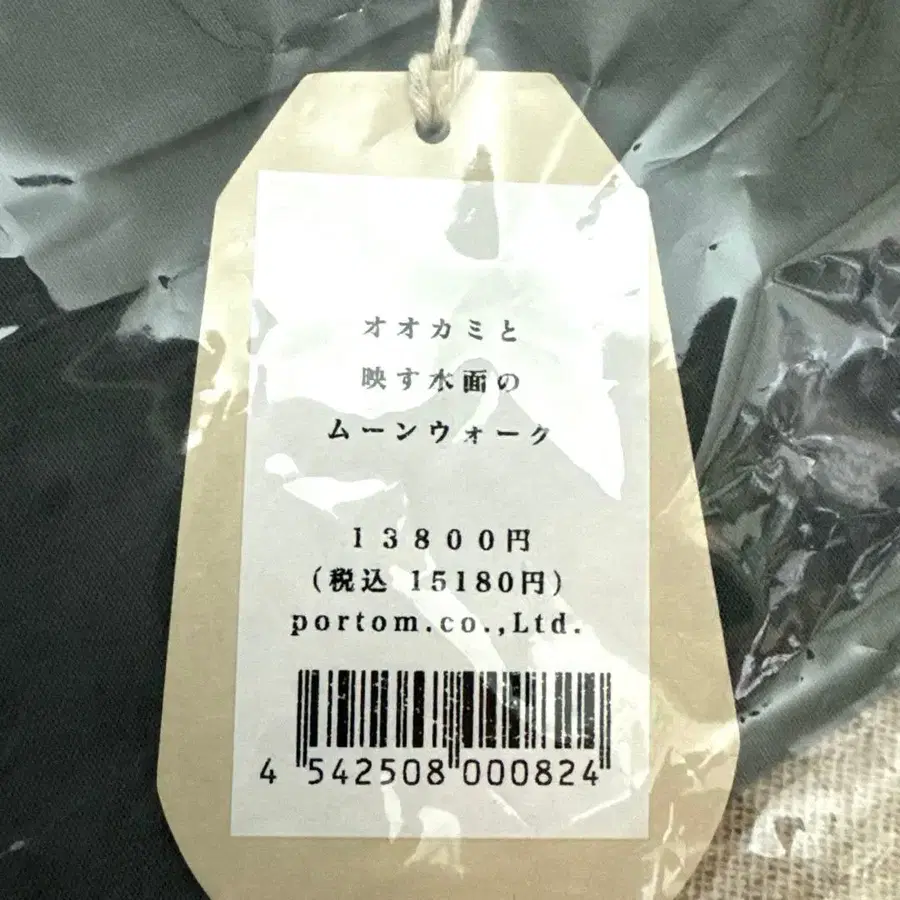 オオカミと
映す水面の
ムーンウォーク
13800円
(税込 15180円)
portom.co.,Ltd.
4 542508 000824